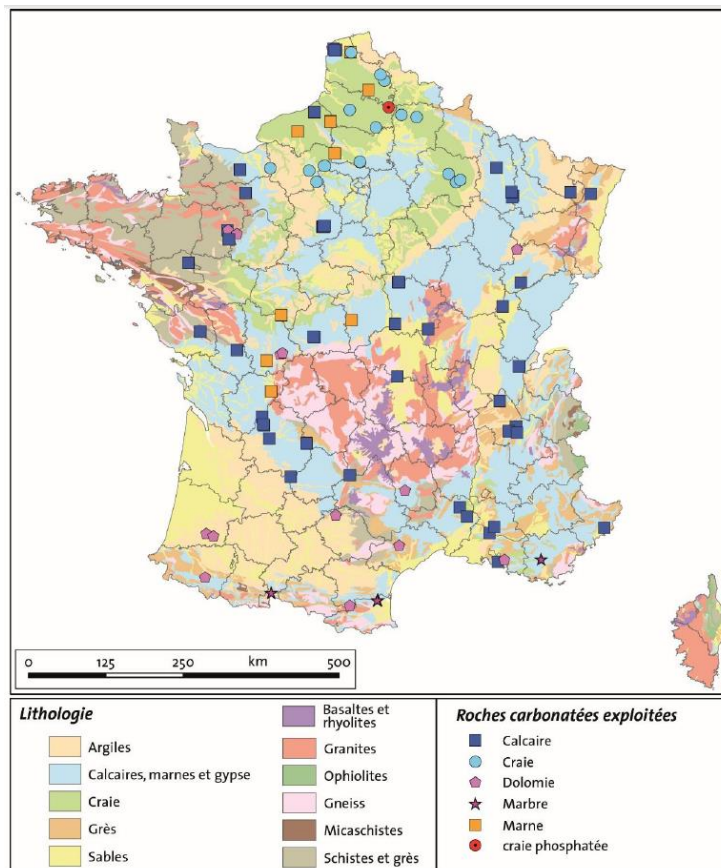 0 125 250 km 500
Lithologie
Argiles
Calcaires, marnes et gypse
Craie
Grès
Sables
Basaltes et
rhyolites
Granites
Ophiolites
Gneiss
Micaschistes
Schistes et grès
Roches carbonatées exploitées
Calcaire
Craie
Dolomie
Marbre
Marne
craie phosphatée